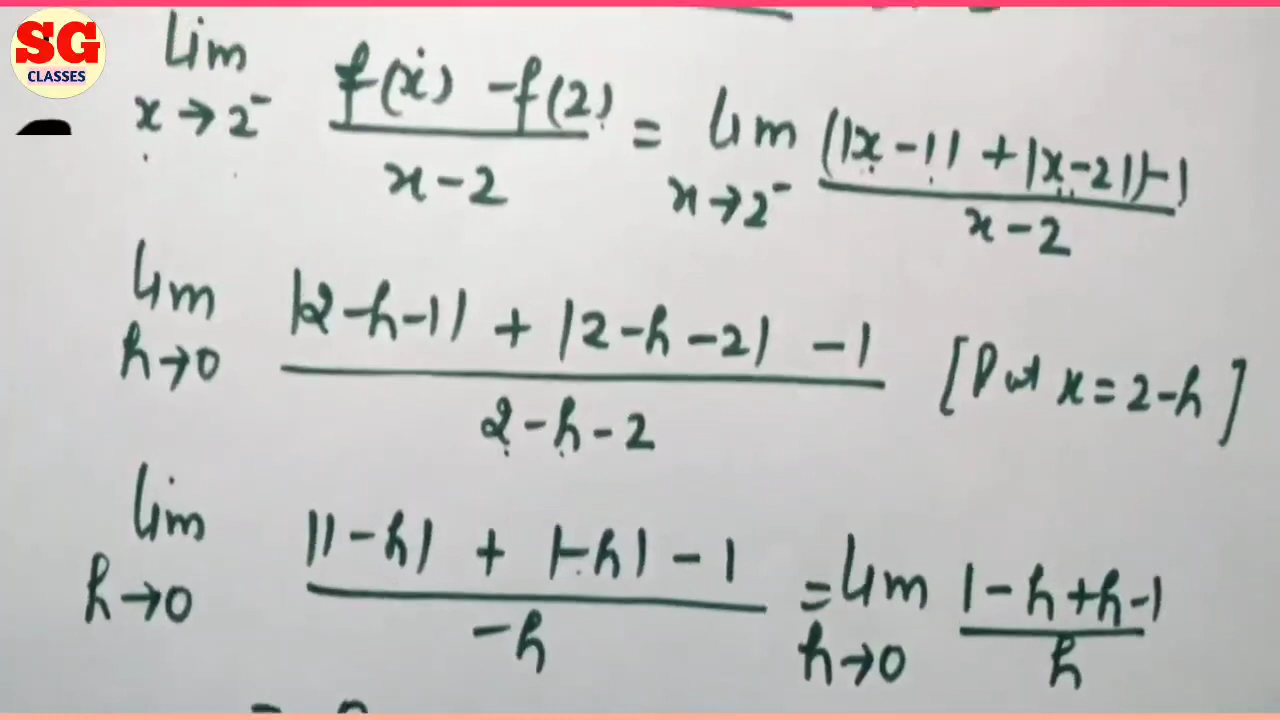 SG
CLASSES
lim x→2⁻ f(x) -f(2) / x-2 = lim x→2⁻ (|x-1| + |x-2|)-1 / x-2
lim h→0 |2-h-1| + |2-h-2| -1 / 2-h-2 [Put x=2-h]
lim h→0 |1-h| + |-h| -1 / -h = lim h→0 1-h+h-1 / h
=